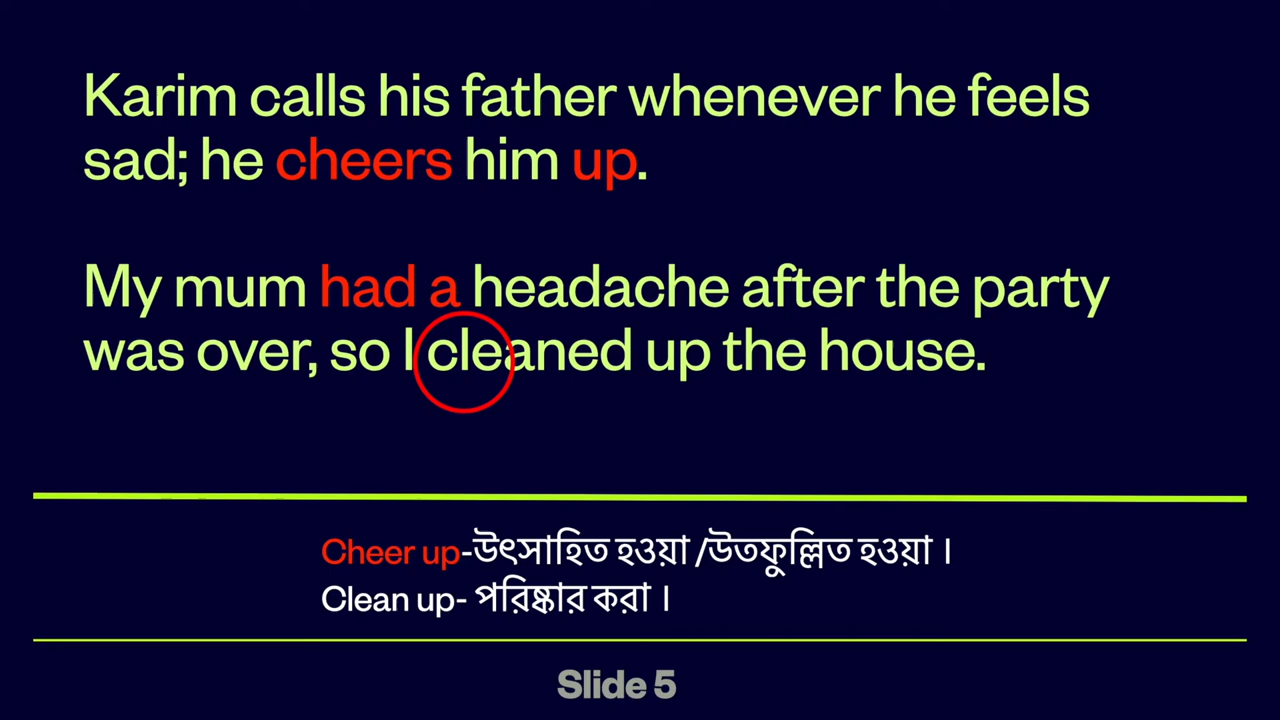 Karim calls his father whenever he feels
sad; he cheers him up.
My mum had a headache after the party
was over, so I cleaned up the house.
Cheer up-উৎসাহিত হওয়া /উতফুল্লিত হওয়া ।
Clean up- পরিষ্কার করা ।
Slide 5